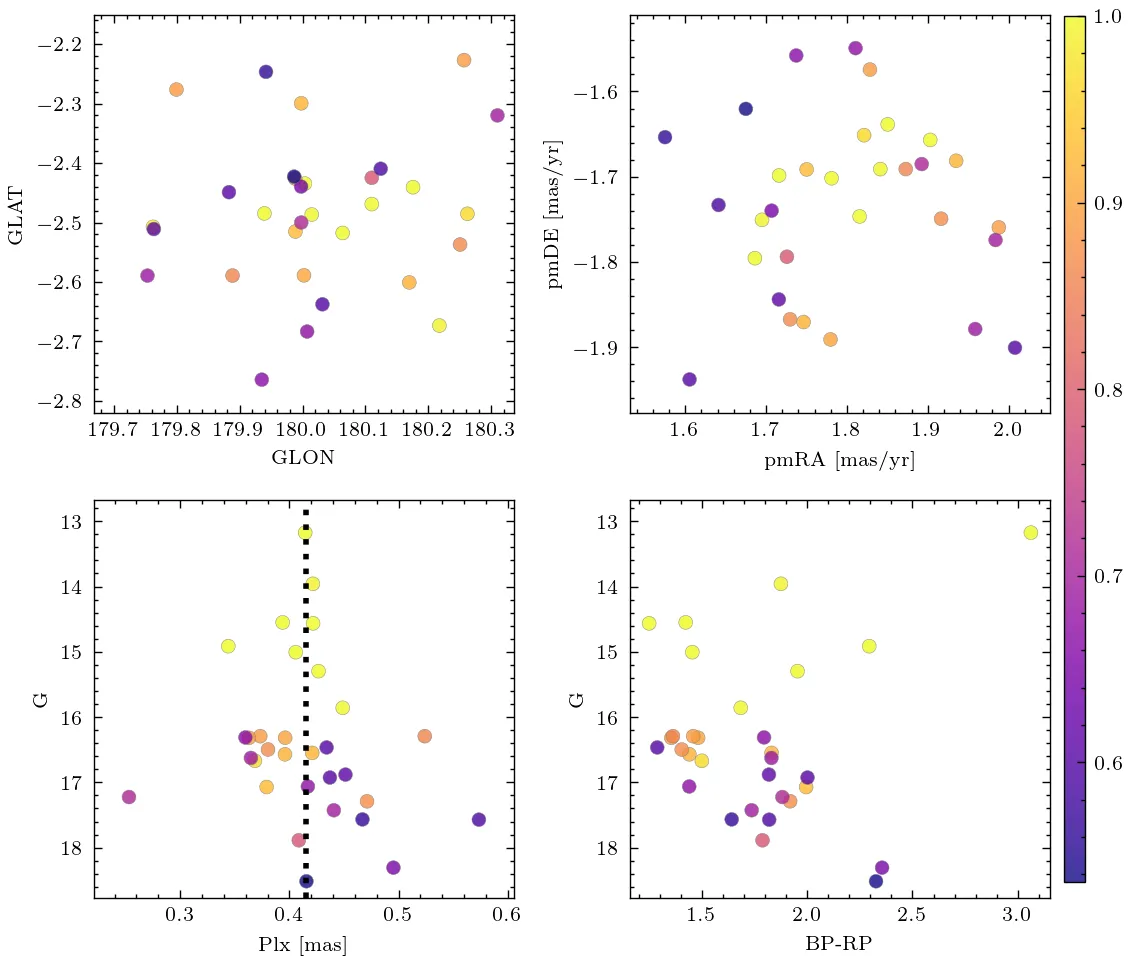 −2.2
−2.3
−2.4
−2.5
−2.6
−2.7
−2.8
GLAT
179.7 179.8 179.9 180.0 180.1 180.2 180.3
GLON
−1.6
−1.7
−1.8
−1.9
pmDE [mas/yr]
1.6 1.7 1.8 1.9 2.0
pmRA [mas/yr]
13
14
15
16
17
18
G
0.3 0.4 0.5 0.6
Plx [mas]
13
14
15
16
17
18
G
1.5 2.0 2.5 3.0
BP-RP
1.0
0.9
0.8
0.7
0.6